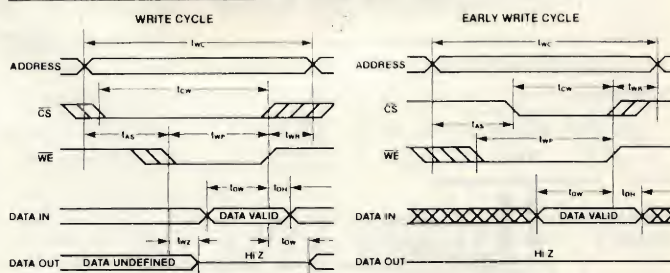 WRITE CYCLE
tWC
ADDRESS
tCW
CS
tAS
tWP
tWR
WE
tDW
tDH
DATA IN
DATA VALID
tWZ
tOW
DATA OUT
DATA UNDEFINED
Hi Z
EARLY WRITE CYCLE
tWC
ADDRESS
tCW
tWR
CS
tAS
tWP
WE
tDW
tDH
DATA IN
DATA VALID
DATA OUT
Hi Z